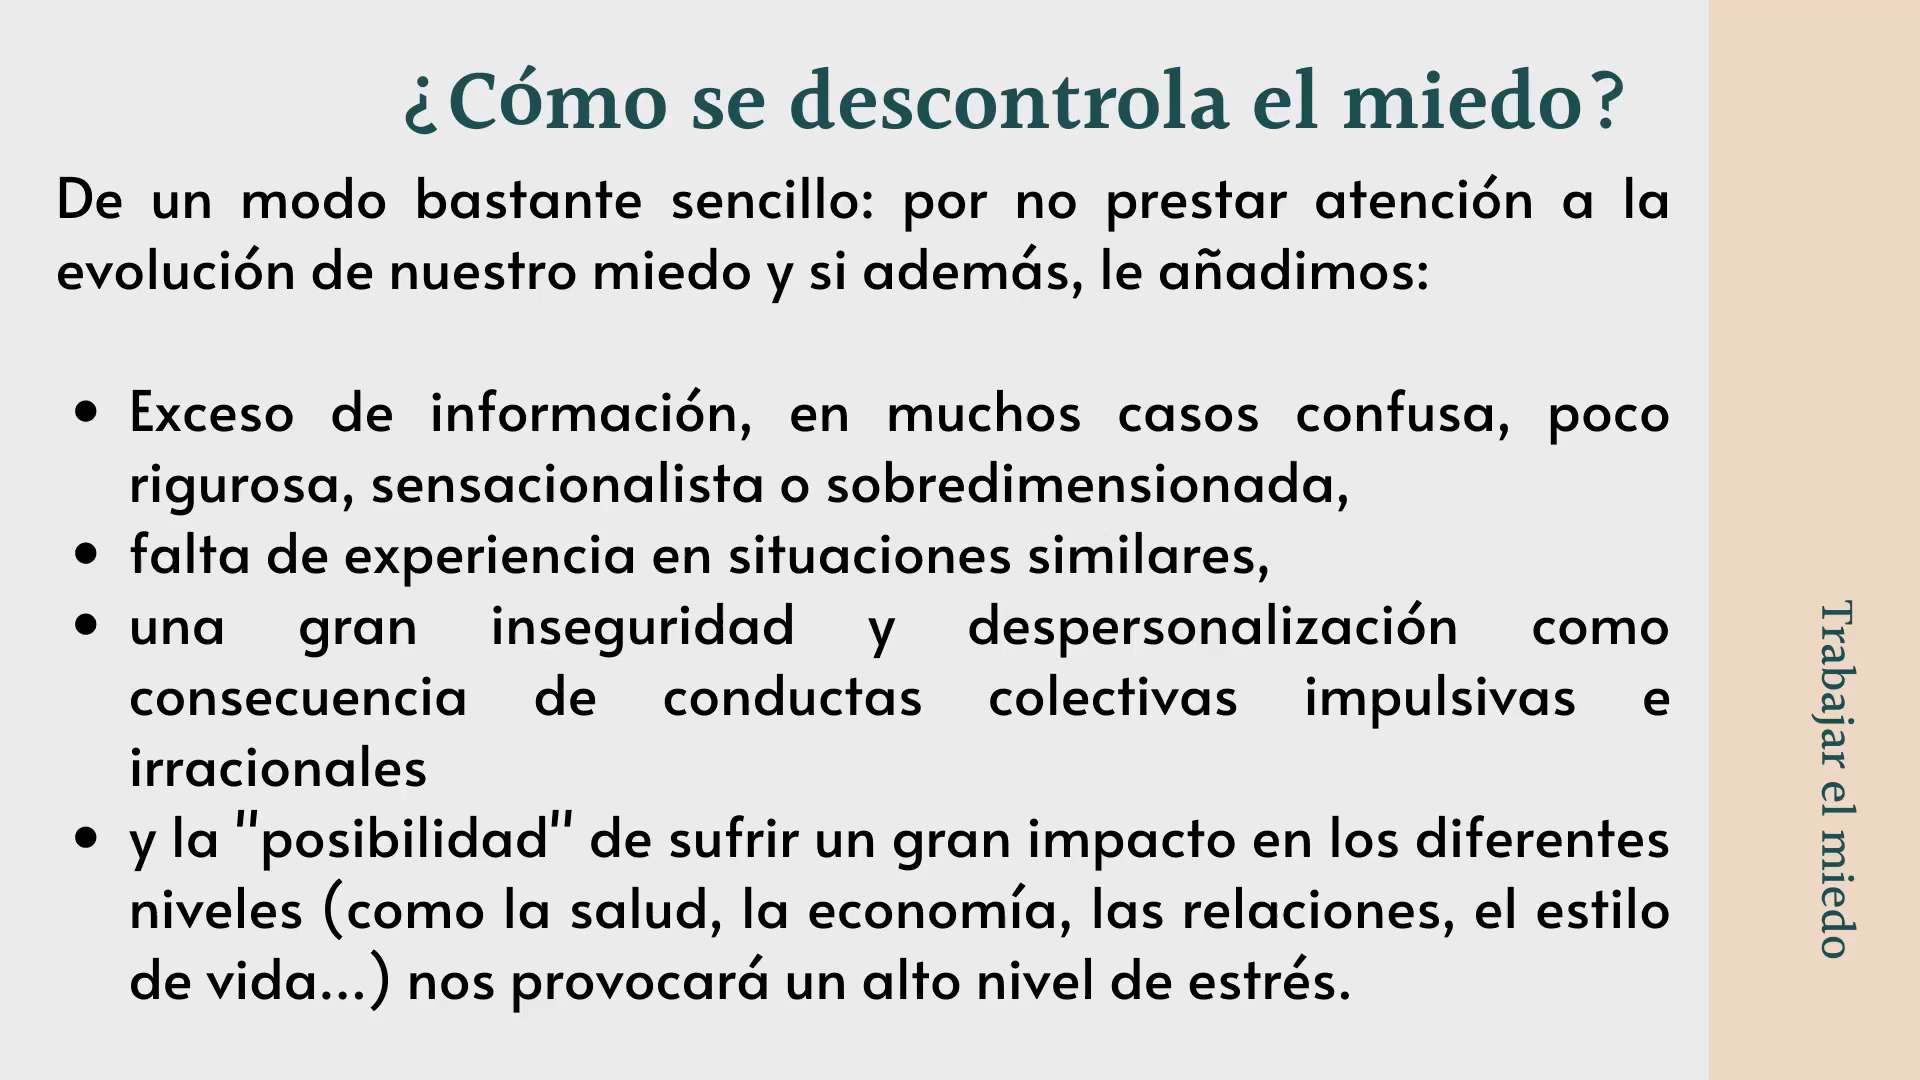 ¿Cómo se descontrola el miedo?
De un modo bastante sencillo: por no prestar atención a la
evolución de nuestro miedo y si además, le añadimos:
• Exceso de información, en muchos casos confusa, poco
rigurosa, sensacionalista o sobredimensionada,
• falta de experiencia en situaciones similares,
• una gran inseguridad y despersonalización como
consecuencia de conductas colectivas impulsivas e
irracionales
• y la "posibilidad" de sufrir un gran impacto en los diferentes
niveles (como la salud, la economía, las relaciones, el estilo
de vida...) nos provocará un alto nivel de estrés.
Trabajar el miedo